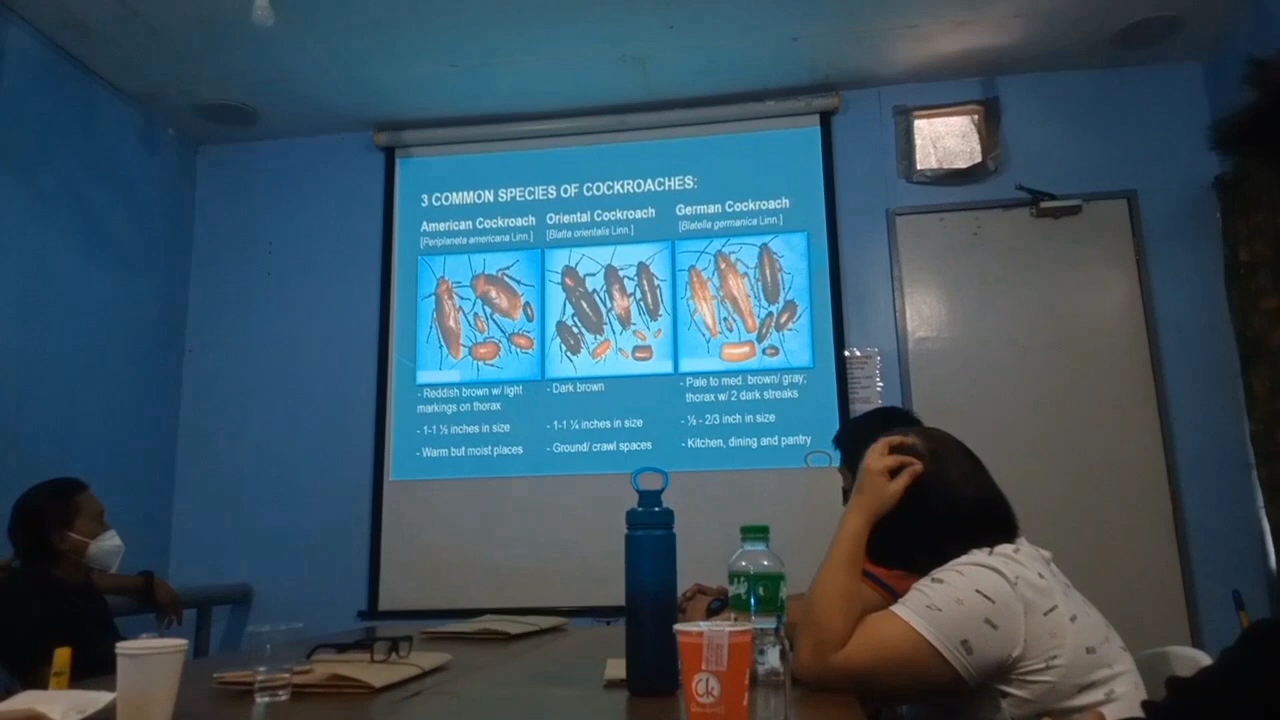 3 COMMON SPECIES OF COCKROACHES:
American Cockroach
[Periplaneta americana Linn.]
- Reddish brown w/ light
markings on thorax
- 1-1 ½ inches in size
- Warm but moist places
Oriental Cockroach
[Blatta orientalis Linn.]
- Dark brown
- 1-1 ¼ inches in size
- Ground/ crawl spaces
German Cockroach
[Blatella germanica Linn.]
- Pale to med. brown/ gray;
thorax w/ 2 dark streaks
- ½ - 2/3 inch in size
- Kitchen, dining and pantry
Ck